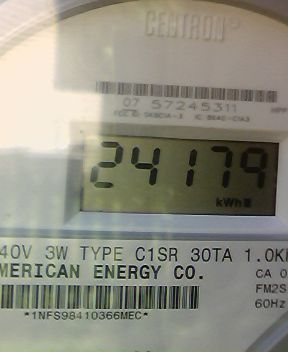 CENTRON
07 57245311
24179
kWh
40V 3W TYPE C1SR 30TA 1.0K
MERICAN ENERGY CO.
CA 0
FM2S
60Hz
*1NFS98410366MEC*